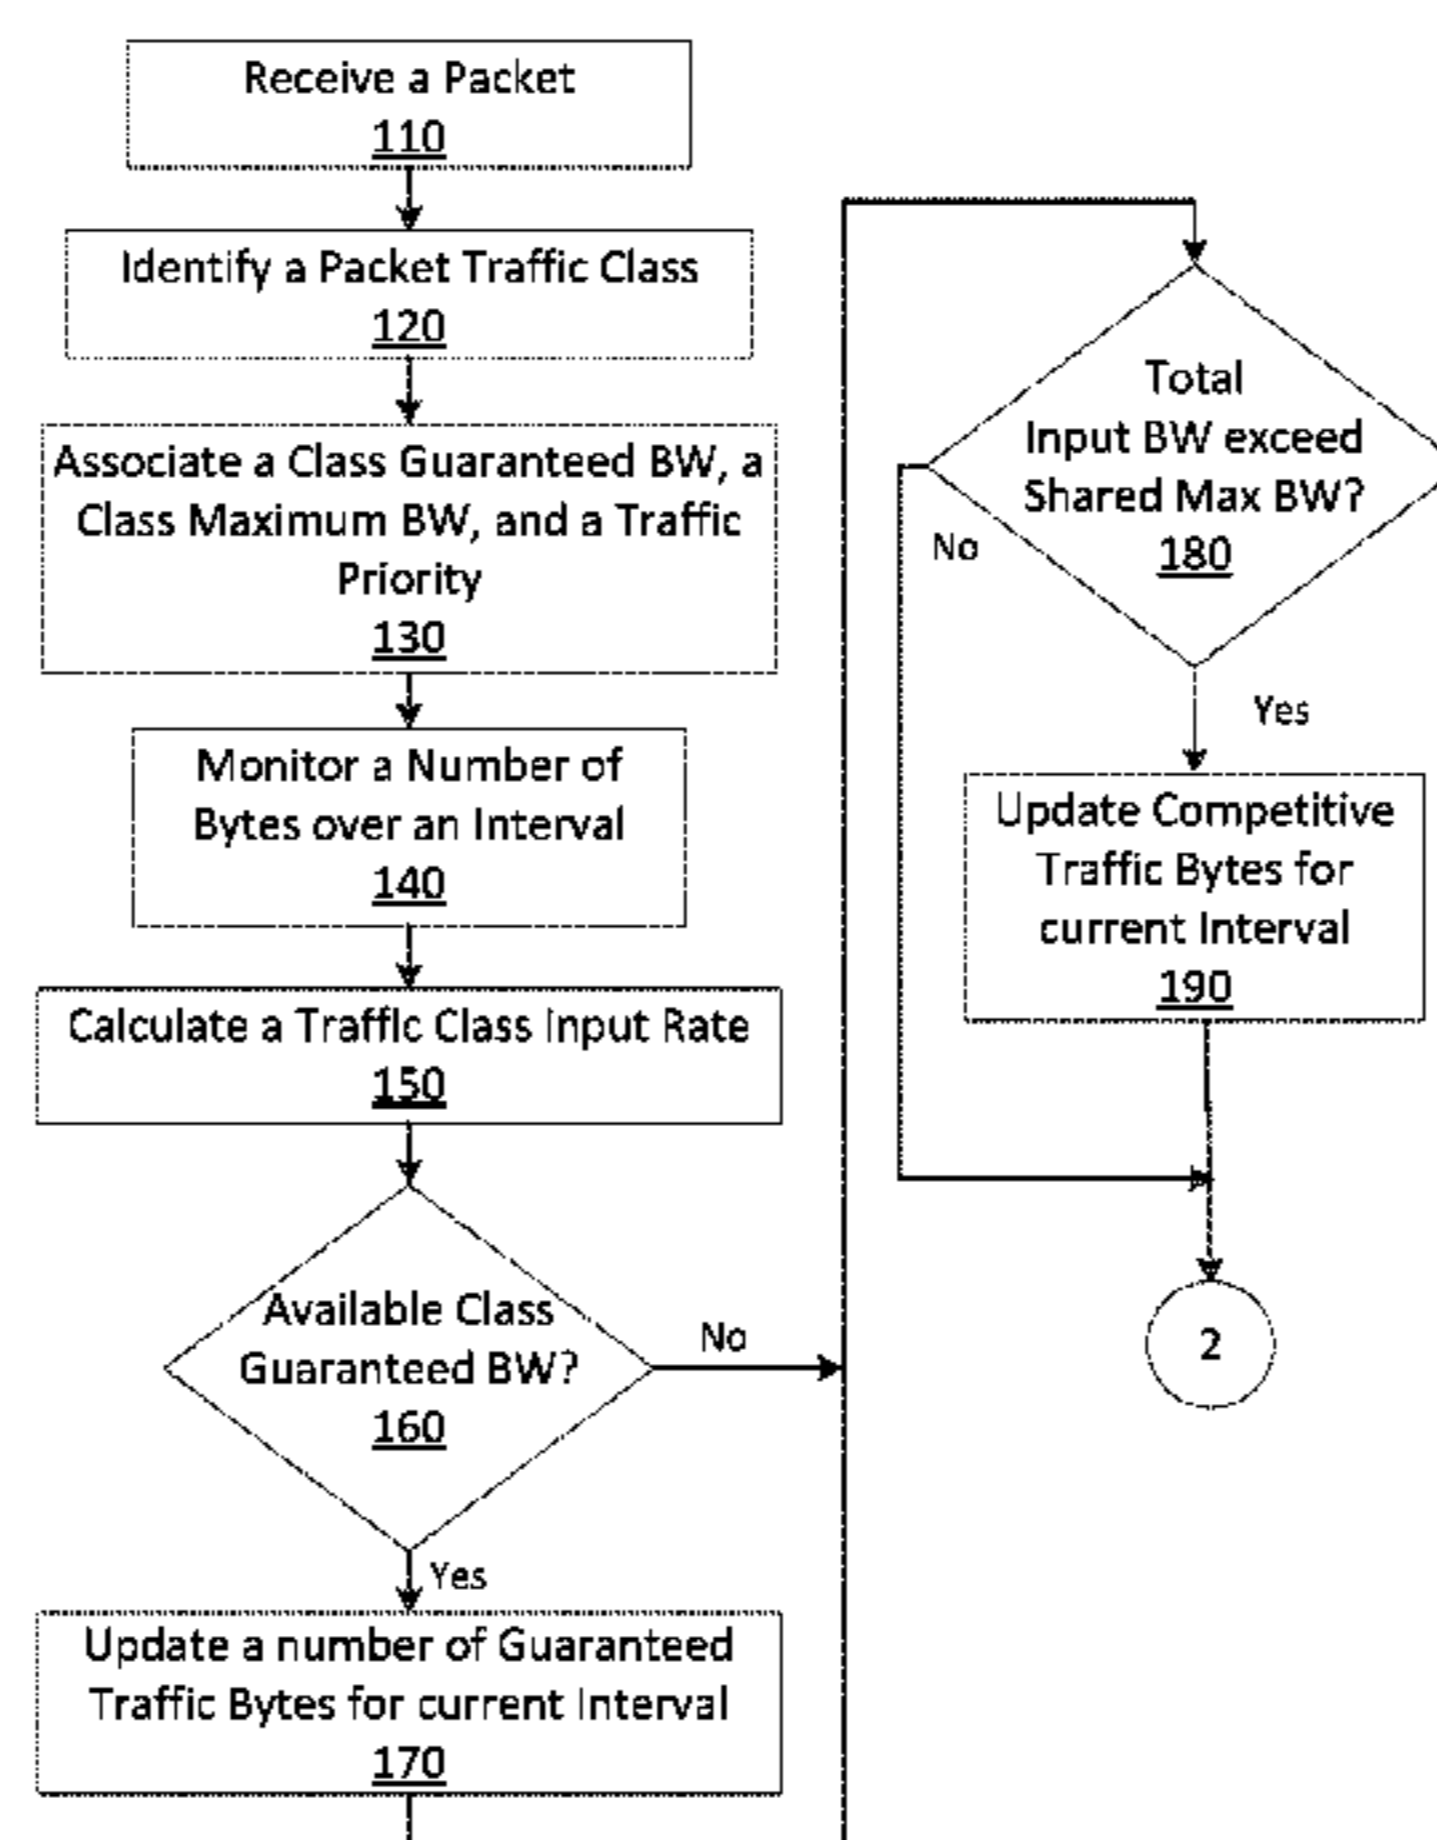 Receive a Packet
110
Identify a Packet Traffic Class
120
Associate a Class Guaranteed BW, a
Class Maximum BW, and a Traffic
Priority
130
Monitor a Number of
Bytes over an Interval
140
Calculate a Traffic Class Input Rate
150
Available Class
Guaranteed BW?
160
No
Yes
Update a number of Guaranteed
Traffic Bytes for current Interval
170
Total
Input BW exceed
Shared Max BW?
180
No
Yes
Update Competitive
Traffic Bytes for
current Interval
190
2